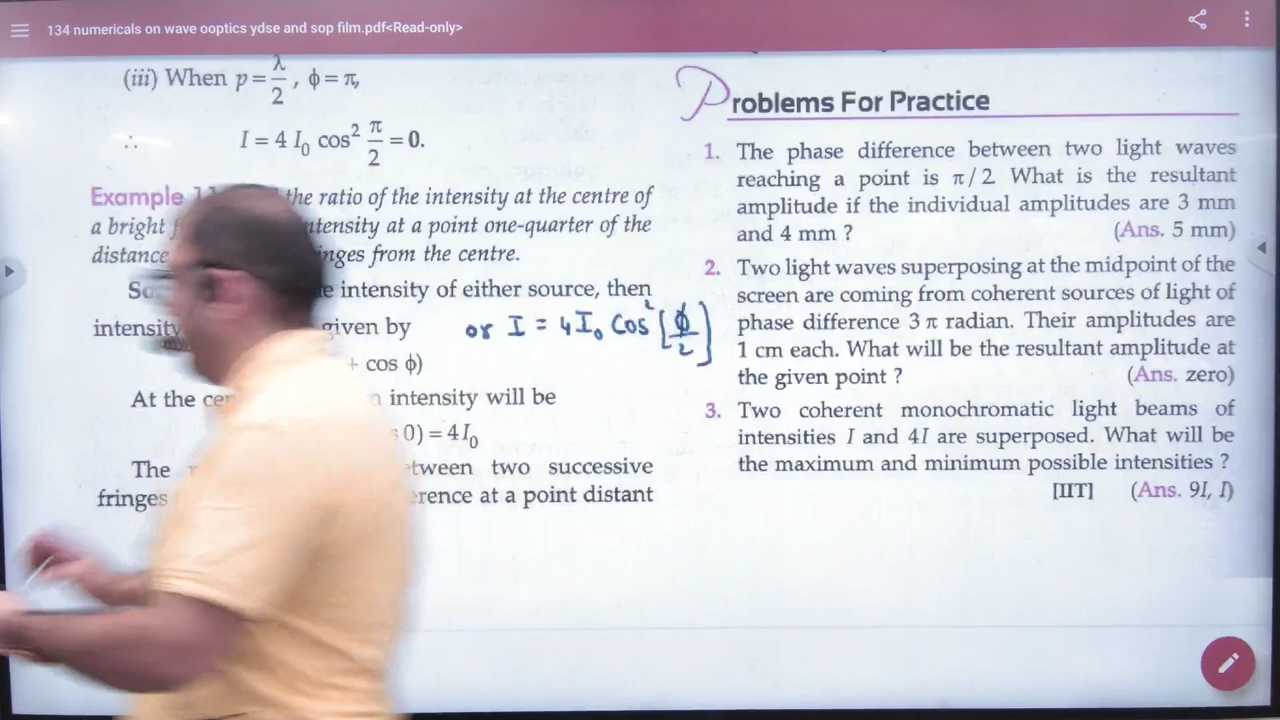 134 numericals on wave ooptics ydse and sop film.pdf<Read-only>
(iii) When p = λ/2 , ϕ = π,
∴ I = 4 I₀ cos² π/2 = 0.
Example the ratio of the intensity at the centre of
a bright intensity at a point one-quarter of the
distance from the centre.
intensity of either source, then
intensity given by or I = 4I₀ Cos² [ϕ/2]
+ cos ϕ)
At the intensity will be
0) = 4I₀
The between two successive
fringes at a point distant
Problems For Practice
1. The phase difference between two light waves
reaching a point is π/2. What is the resultant
amplitude if the individual amplitudes are 3 mm
and 4 mm ? (Ans. 5 mm)
2. Two light waves superposing at the midpoint of the
screen are coming from coherent sources of light of
phase difference 3 π radian. Their amplitudes are
1 cm each. What will be the resultant amplitude at
the given point ? (Ans. zero)
3. Two coherent monochromatic light beams of
intensities I and 4I are superposed. What will be
the maximum and minimum possible intensities ?
[IIT] (Ans. 9I, I)